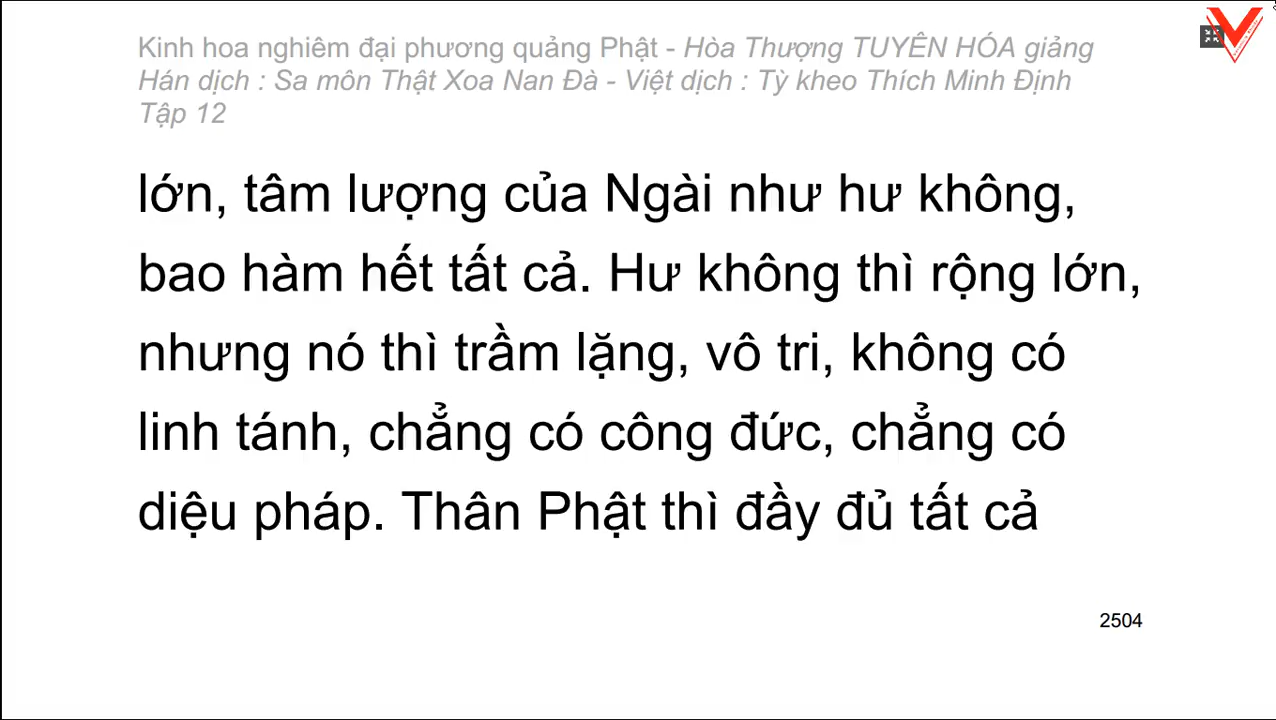 Kinh hoa nghiêm đại phương quảng Phật - Hòa Thượng TUYÊN HÓA giảng
Hán dịch : Sa môn Thật Xoa Nan Đà - Việt dịch : Tỳ kheo Thích Minh Định
Tập 12
lớn, tâm lượng của Ngài như hư không,
bao hàm hết tất cả. Hư không thì rộng lớn,
nhưng nó thì trầm lặng, vô tri, không có
linh tánh, chẳng có công đức, chẳng có
diệu pháp. Thân Phật thì đầy đủ tất cả
2504